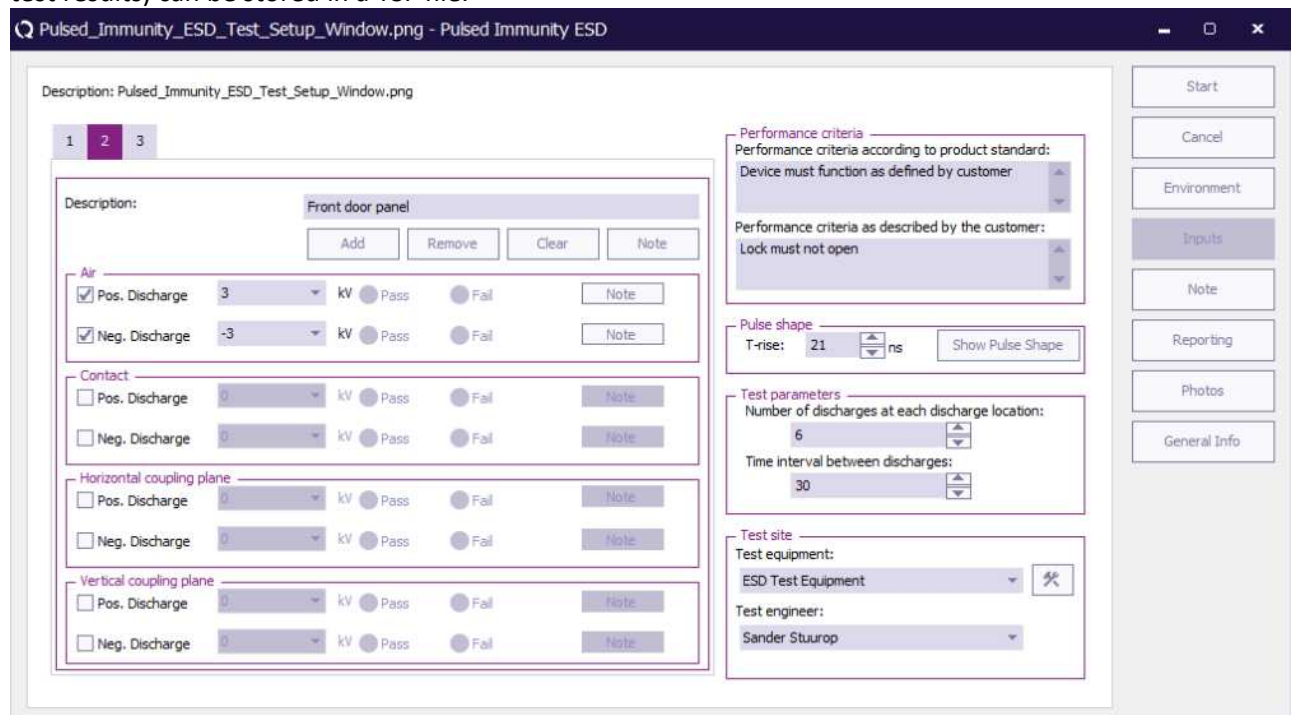 Pulsed_Immunity_ESD_Test_Setup_Window.png - Pulsed Immunity ESD
Description: Pulsed_Immunity_ESD_Test_Setup_Window.png
1 2 3
Description: Front door panel
Add Remove Clear Note
Air
Pos. Discharge 3 kV Pass Fail Note
Neg. Discharge -3 kV Pass Fail Note
Contact
Pos. Discharge 0 kV Pass Fail Note
Neg. Discharge 0 kV Pass Fail Note
Horizontal coupling plane
Pos. Discharge 0 kV Pass Fail Note
Neg. Discharge 0 kV Pass Fail Note
Vertical coupling plane
Pos. Discharge 0 kV Pass Fail Note
Neg. Discharge 0 kV Pass Fail Note
Performance criteria
Performance criteria according to product standard:
Device must function as defined by customer
Performance criteria as described by the customer:
Lock must not open
Pulse shape
T-rise: 21 ns Show Pulse Shape
Test parameters
Number of discharges at each discharge location:
6
Time interval between discharges:
30
Test site
Test equipment:
ESD Test Equipment
Test engineer:
Sander Stuurop
Start
Cancel
Environment
Inputs
Note
Reporting
Photos
General Info